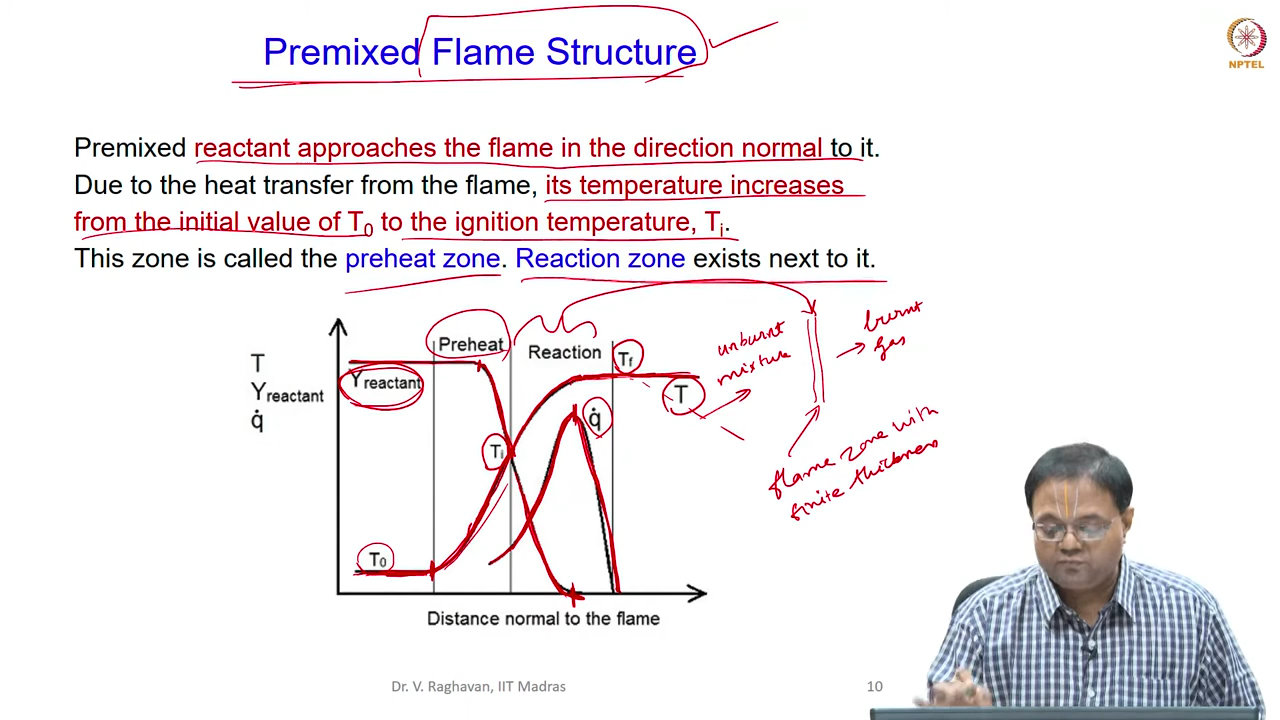 Premixed Flame Structure
NPTEL
Premixed reactant approaches the flame in the direction normal to it.
Due to the heat transfer from the flame, its temperature increases
from the initial value of T0 to the ignition temperature, Ti.
This zone is called the preheat zone. Reaction zone exists next to it.
T
Yreactant
q̇
Preheat
Reaction
Tf
Yreactant
T
q̇
Ti
T0
Distance normal to the flame
unburnt
mixture
burnt
gas
flame zone with
finite thickness
Dr. V. Raghavan, IIT Madras
10